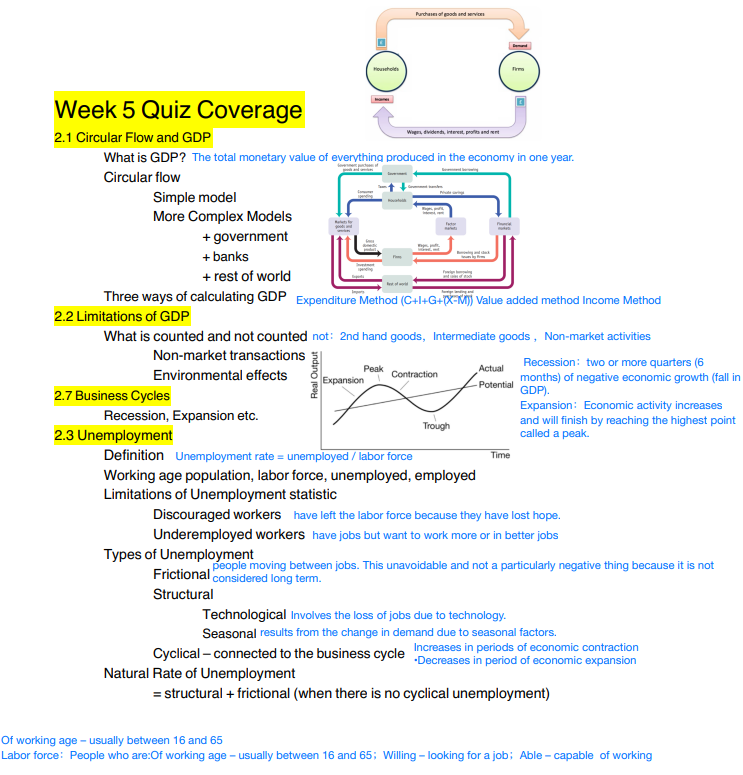 Purchases of goods and services
Demand
Households
Firms
Incomes
Wages, dividends, interest, profits and rent
Week 5 Quiz Coverage
2.1 Circular Flow and GDP
What is GDP? The total monetary value of everything produced in the economy in one year.
Circular flow
Simple model
More Complex Models
+ government
+ banks
+ rest of world
Government purchases of goods and services
Government
Government borrowing
Taxes
Government transfers
Consumer spending
Households
Private savings
Wages, profit, interest, rent
Markets for goods and services
Factor markets
Financial markets
Gross domestic product
Firms
Wages, profit, interest, rent
Borrowing and stock issues by firms
Investment spending
Exports
Rest of world
Foreign borrowing and sales of stock
Imports
Three ways of calculating GDP Expenditure Method (C+I+G+(X-M)) Value added method Income Method
2.2 Limitations of GDP
What is counted and not counted not：2nd hand goods，Intermediate goods，Non-market activities
Non-market transactions
Environmental effects
2.7 Business Cycles
Recession, Expansion etc.
Real Output
Expansion
Peak
Contraction
Actual
Potential
Trough
Time
Recession：two or more quarters (6
months) of negative economic growth (fall in
GDP).
Expansion：Economic activity increases
and will finish by reaching the highest point
called a peak.
2.3 Unemployment
Definition Unemployment rate = unemployed / labor force
Working age population, labor force, unemployed, employed
Limitations of Unemployment statistic
Discouraged workers have left the labor force because they have lost hope.
Underemployed workers have jobs but want to work more or in better jobs
Types of Unemployment
Frictional people moving between jobs. This unavoidable and not a particularly negative thing because it is not
considered long term.
Structural
Technological Involves the loss of jobs due to technology.
Seasonal results from the change in demand due to seasonal factors.
Cyclical – connected to the business cycle Increases in periods of economic contraction
•Decreases in period of economic expansion
Natural Rate of Unemployment
= structural + frictional (when there is no cyclical unemployment)
Of working age – usually between 16 and 65
Labor force：People who are:Of working age – usually between 16 and 65；Willing – looking for a job；Able – capable of working